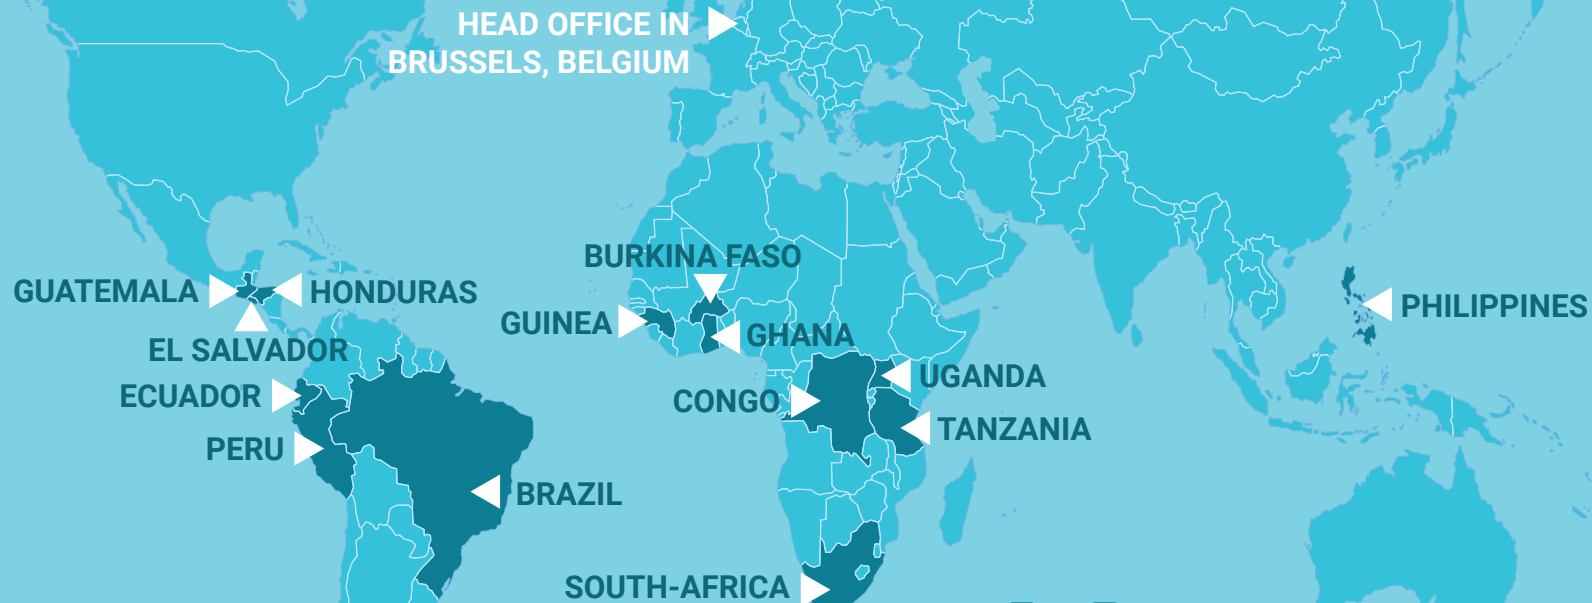 HEAD OFFICE IN
BRUSSELS, BELGIUM
BURKINA FASO
GUATEMALA
HONDURAS
PHILIPPINES
GUINEA
GHANA
EL SALVADOR
UGANDA
ECUADOR
CONGO
TANZANIA
PERU
BRAZIL
SOUTH-AFRICA